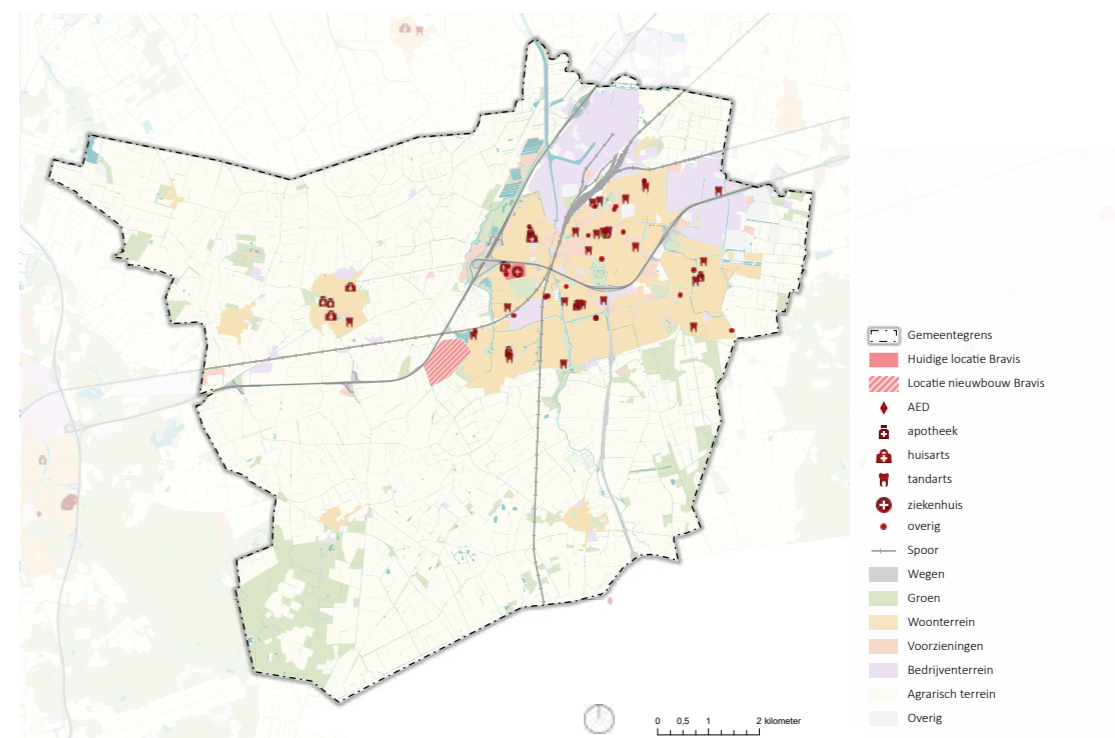 Gemeentegrens
Huidige locatie Bravis
Locatie nieuwbouw Bravis
AED
apotheek
huisarts
tandarts
ziekenhuis
overig
Spoor
Wegen
Groen
Woonterrein
Voorzieningen
Bedrijventerrein
Agrarisch terrein
Overig
0 0,5 1 2 kilometer